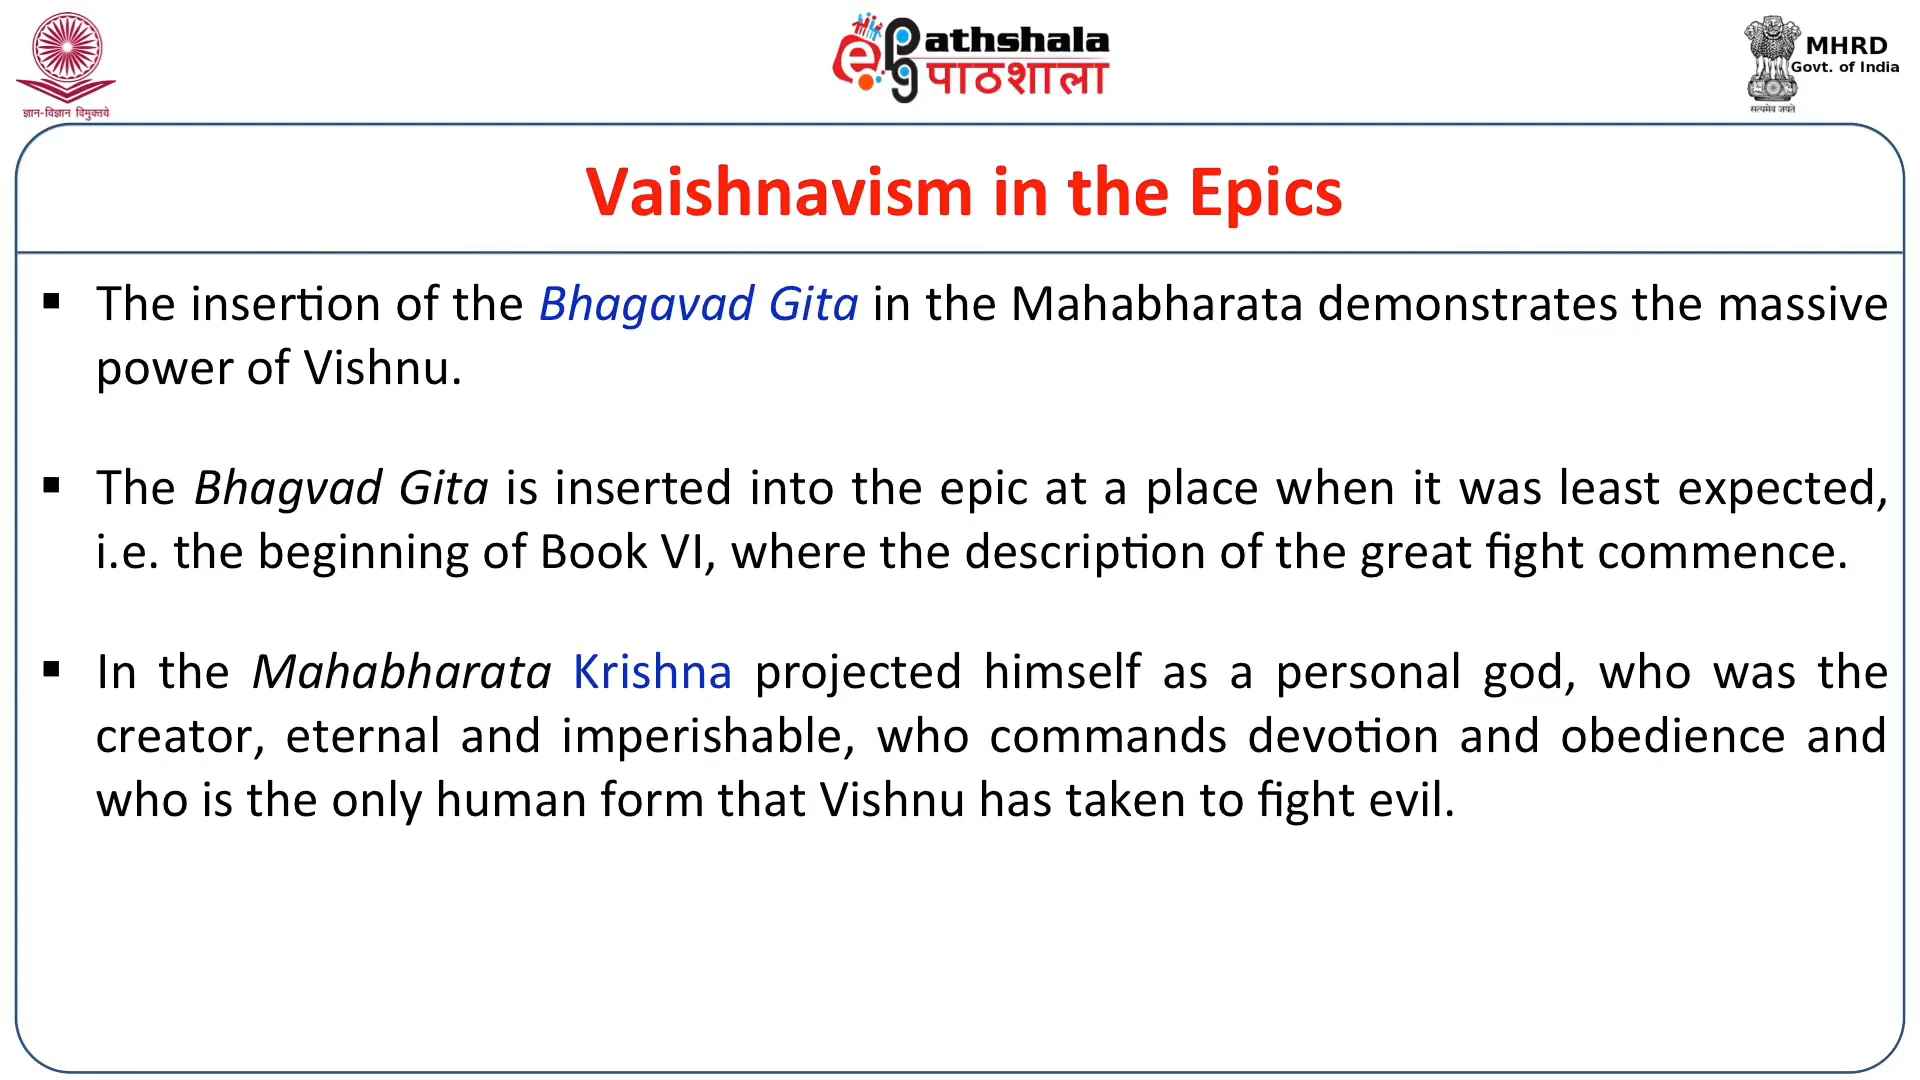 ज्ञान-विज्ञान विमुक्तये
ePathshala
पाठशाला
pg
MHRD
Govt. of India
सत्यमेव जयते
Vaishnavism in the Epics
▪ The insertion of the Bhagavad Gita in the Mahabharata demonstrates the massive
power of Vishnu.
▪ The Bhagvad Gita is inserted into the epic at a place when it was least expected,
i.e. the beginning of Book VI, where the description of the great fight commence.
▪ In the Mahabharata Krishna projected himself as a personal god, who was the
creator, eternal and imperishable, who commands devotion and obedience and
who is the only human form that Vishnu has taken to fight evil.